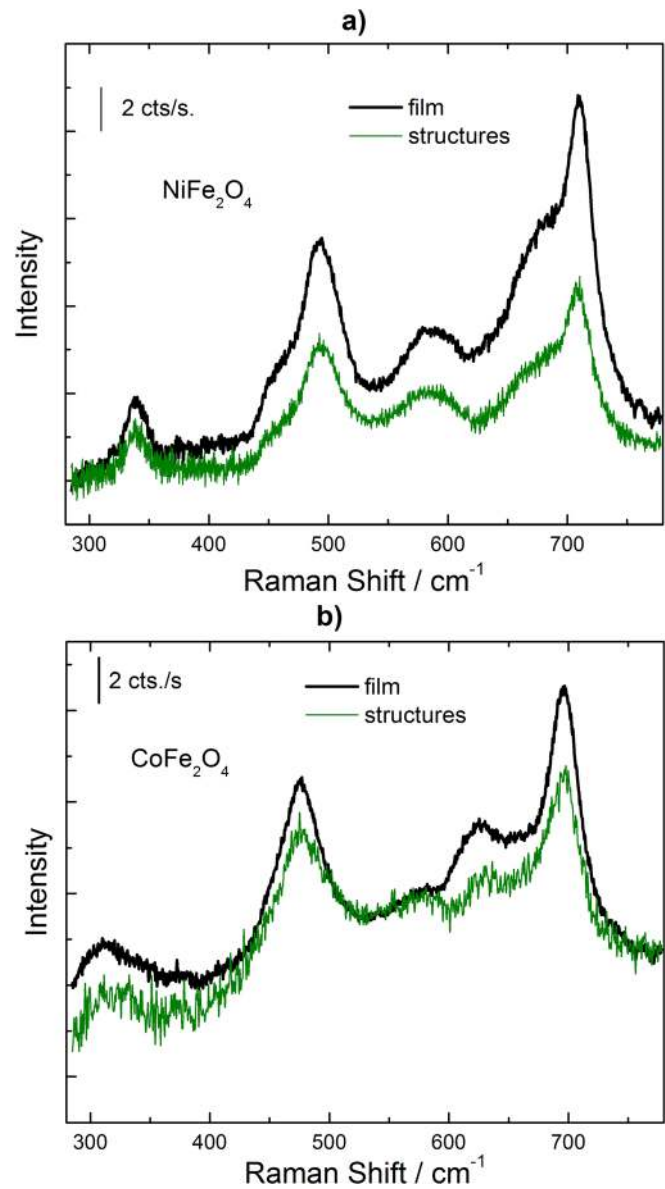 a)
2 cts/s.
film
structures
NiFe₂O₄
Intensity
300 400 500 600 700
Raman Shift / cm⁻¹
b)
2 cts./s
film
structures
CoFe₂O₄
Intensity
300 400 500 600 700
Raman Shift / cm⁻¹